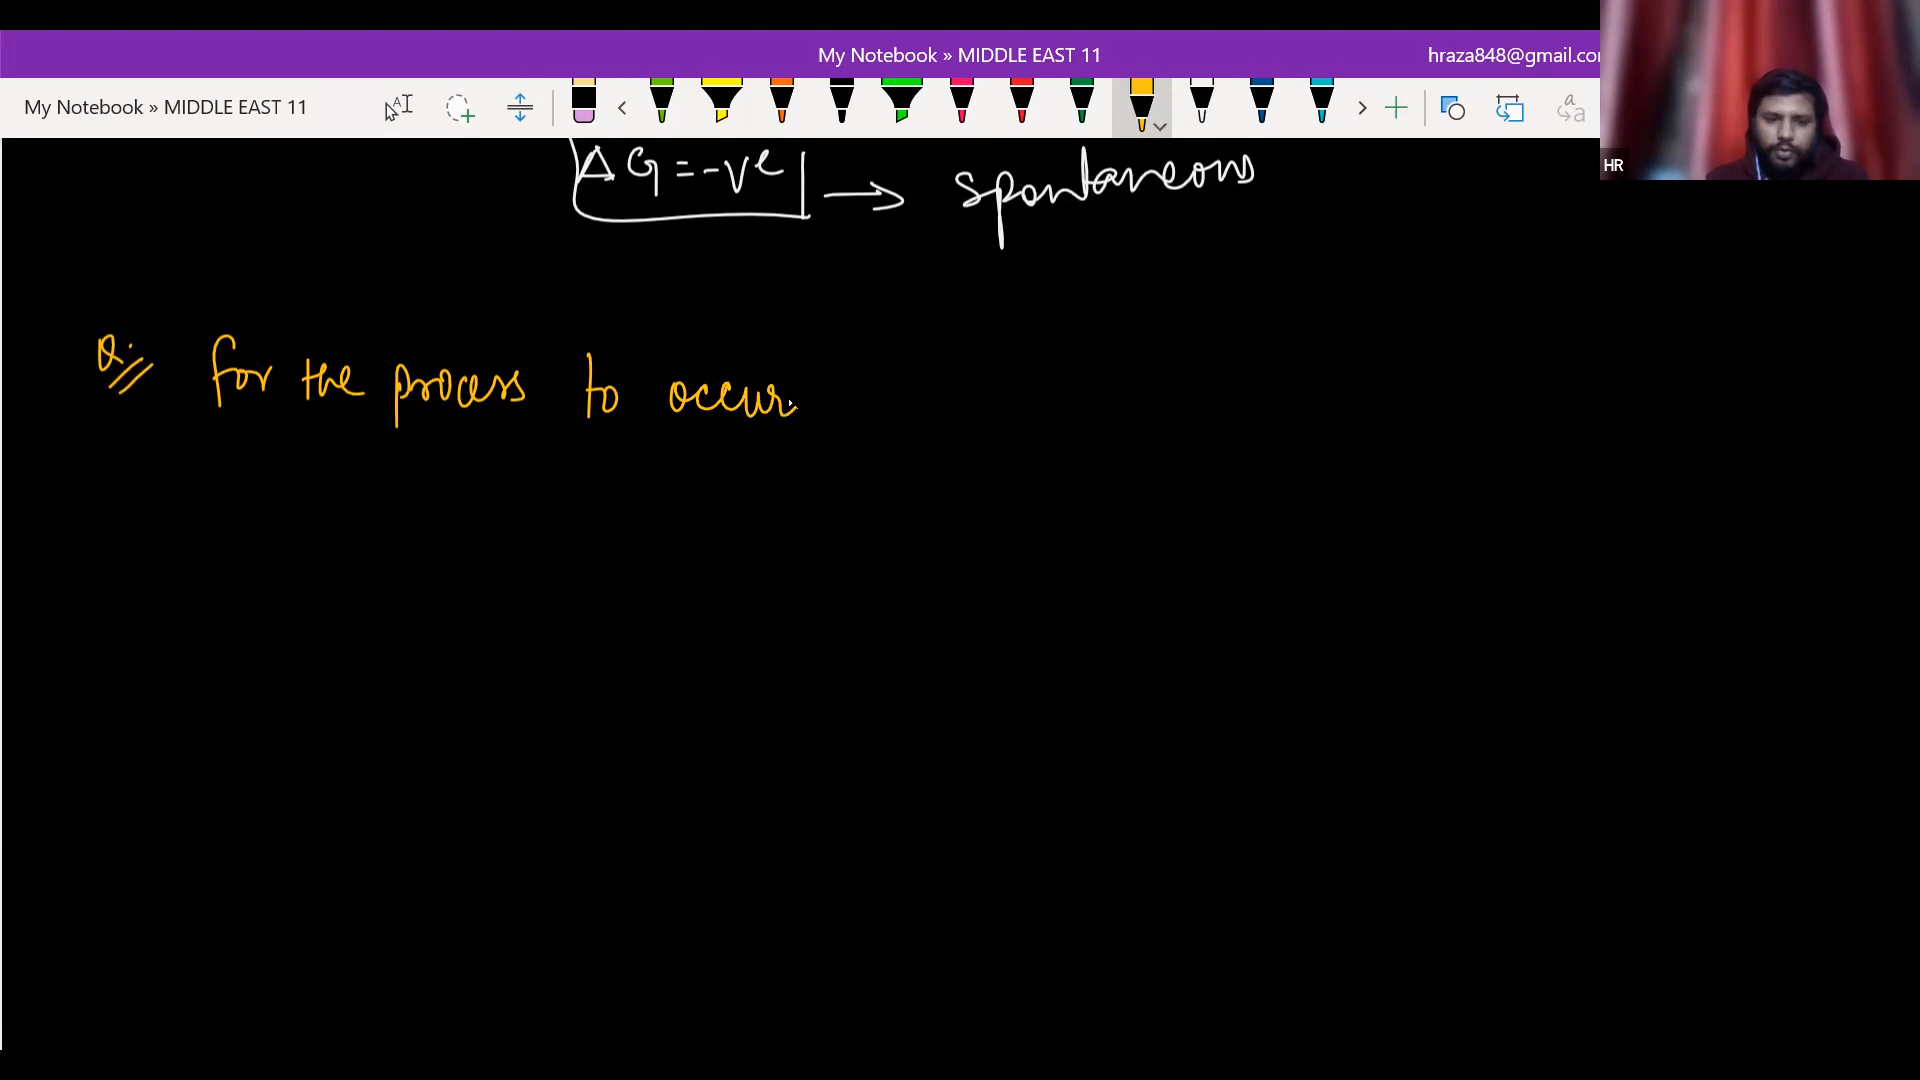 My Notebook » MIDDLE EAST 11
hraza848@gmail.co
My Notebook » MIDDLE EAST 11
HR
ΔG = -ve → spontaneous
Q. for the process to occur